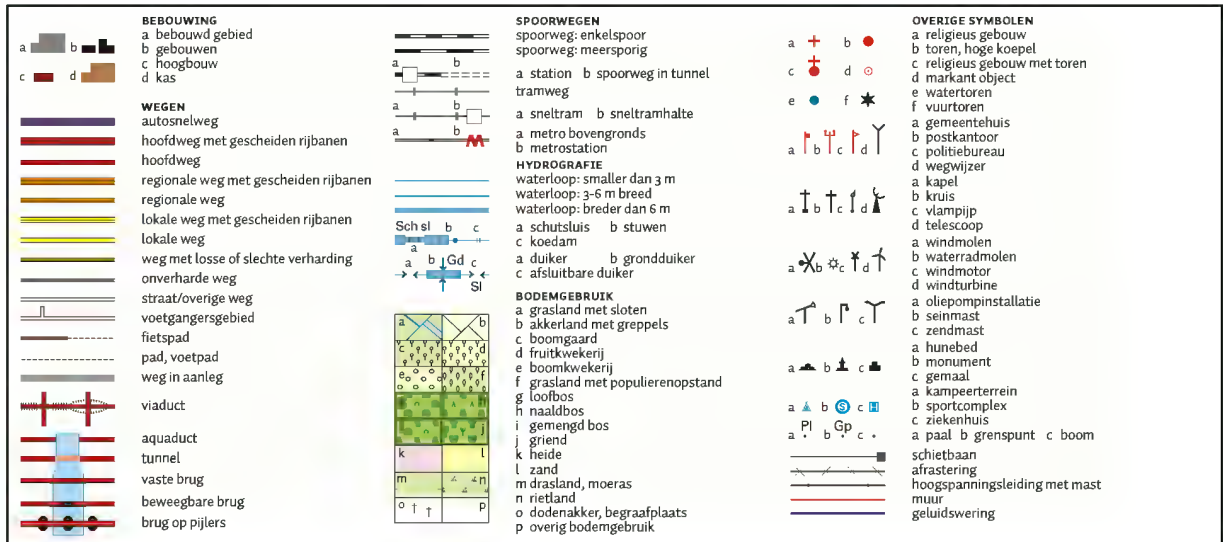 BEBOUWING
a bebouwd gebied
a b b gebouwen
c hoogbouw
c d d kas
WEGEN
autosnelweg
hoofdweg met gescheiden rijbanen
hoofdweg
regionale weg met gescheiden rijbanen
regionale weg
lokale weg met gescheiden rijbanen
lokale weg
weg met losse of slechte verharding
onverharde weg
straat/overige weg
voetgangersgebied
fietspad
pad, voetpad
weg in aanleg
viaduct
aquaduct
tunnel
vaste brug
beweegbare brug
brug op pijlers
SPOORWEGEN
spoorweg: enkelspoor
spoorweg: meersporig
a b
a station b spoorweg in tunnel
tramweg
a b
a sneltram b sneltramhalte
a b
a metro bovengronds
b metrostation
HYDROGRAFIE
waterloop: smaller dan 3 m
waterloop: 3-6 m breed
waterloop: breder dan 6 m
Sch sl b c
a schutsluis b stuwen
a
c koedam
a b Gd c
a duiker b grondduiker
c afsluitbare duiker
Sl
BODEMGEBRUIK
a grasland met sloten
a b
b akkerland met greppels
c boomgaard
c d
d fruitkwekerij
e boomkwekerij
e f
f grasland met populierenopstand
g loofbos
h naaldbos
i gemengd bos
j
j griend
k heide
k l
l zand
m drasland, moeras
m n
n rietland
o dodenakker, begraafplaats
o p
p overig bodemgebruik
OVERIGE SYMBOLEN
a religieus gebouw
a b
b toren, hoge koepel
c religieus gebouw met toren
c d
d markant object
e watertoren
e f
f vuurtoren
a gemeentehuis
b postkantoor
c politiebureau
a b c d
d wegwijzer
a kapel
b kruis
c vlampijp
a b c d
d telescoop
a windmolen
b waterradmolen
a b c d
c windmotor
d windturbine
a oliepompinstallatie
b seinmast
a b c
c zendmast
a hunebed
b monument
a b c
c gemaal
a kampeerterrein
b sportcomplex
a b S c H
c ziekenhuis
Pl Gp
a b c
a paal b grenspunt c boom
schietbaan
afrastering
hoogspanningsleiding met mast
muur
geluidswering